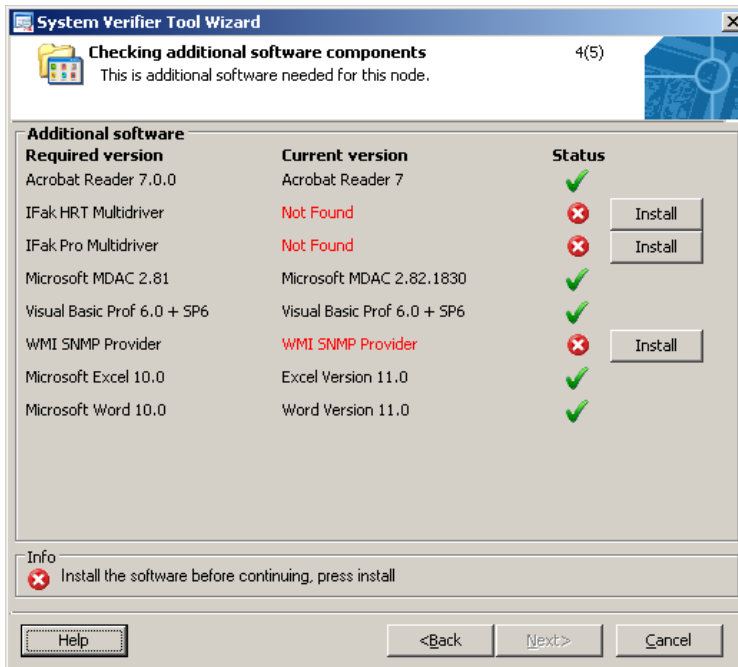 System Verifier Tool Wizard
Checking additional software components 4(5)
This is additional software needed for this node.
Additional software
Required version Current version Status
Acrobat Reader 7.0.0 Acrobat Reader 7
IFak HRT Multidriver Not Found Install
IFak Pro Multidriver Not Found Install
Microsoft MDAC 2.81 Microsoft MDAC 2.82.1830
Visual Basic Prof 6.0 + SP6 Visual Basic Prof 6.0 + SP6
WMI SNMP Provider WMI SNMP Provider Install
Microsoft Excel 10.0 Excel Version 11.0
Microsoft Word 10.0 Word Version 11.0
Info
Install the software before continuing, press install
Help <Back Next> Cancel